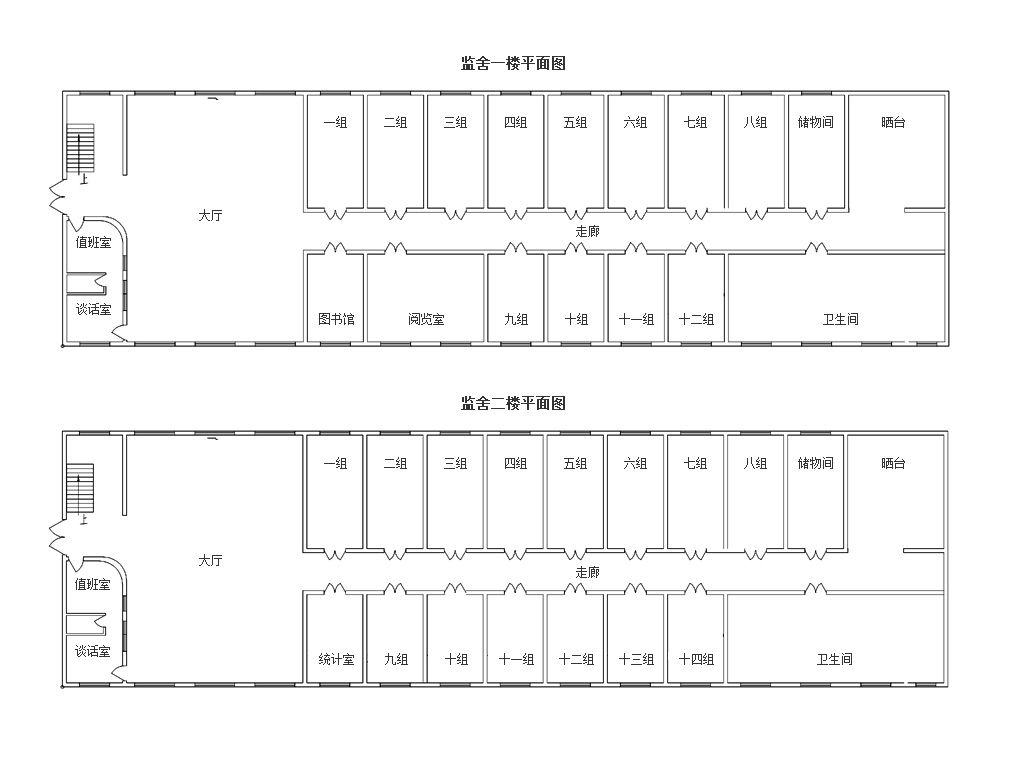 监舍一楼平面图
一组 二组 三组 四组 五组 六组 七组 八组 储物间 晒台
大厅
走廊
值班室
谈话室
图书馆 阅览室 九组 十组 十一组 十二组 卫生间
监舍二楼平面图
一组 二组 三组 四组 五组 六组 七组 八组 储物间 晒台
大厅
走廊
值班室
谈话室
统计室 九组 十组 十一组 十二组 十三组 十四组 卫生间